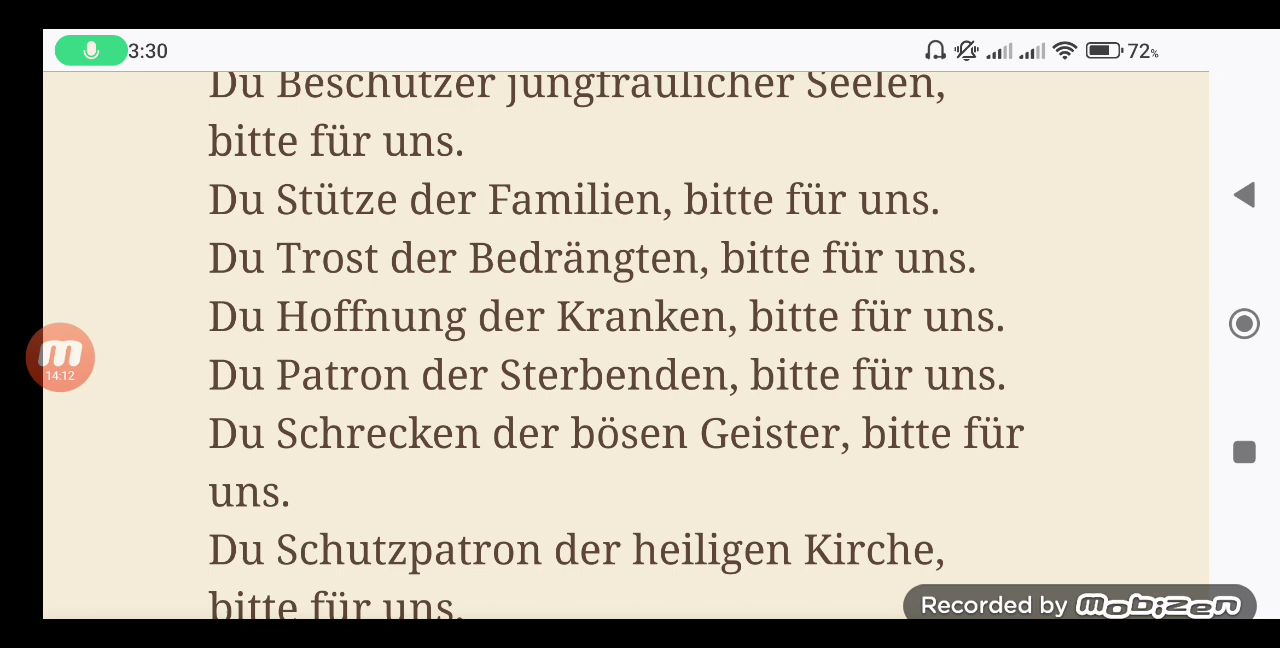 3:30
72%
Du Beschützer jungfräulicher Seelen,
bitte für uns.
Du Stütze der Familien, bitte für uns.
Du Trost der Bedrängten, bitte für uns.
Du Hoffnung der Kranken, bitte für uns.
Du Patron der Sterbenden, bitte für uns.
Du Schrecken der bösen Geister, bitte für
uns.
Du Schutzpatron der heiligen Kirche,
bitte für uns.
m
14:12
Recorded by mobizen